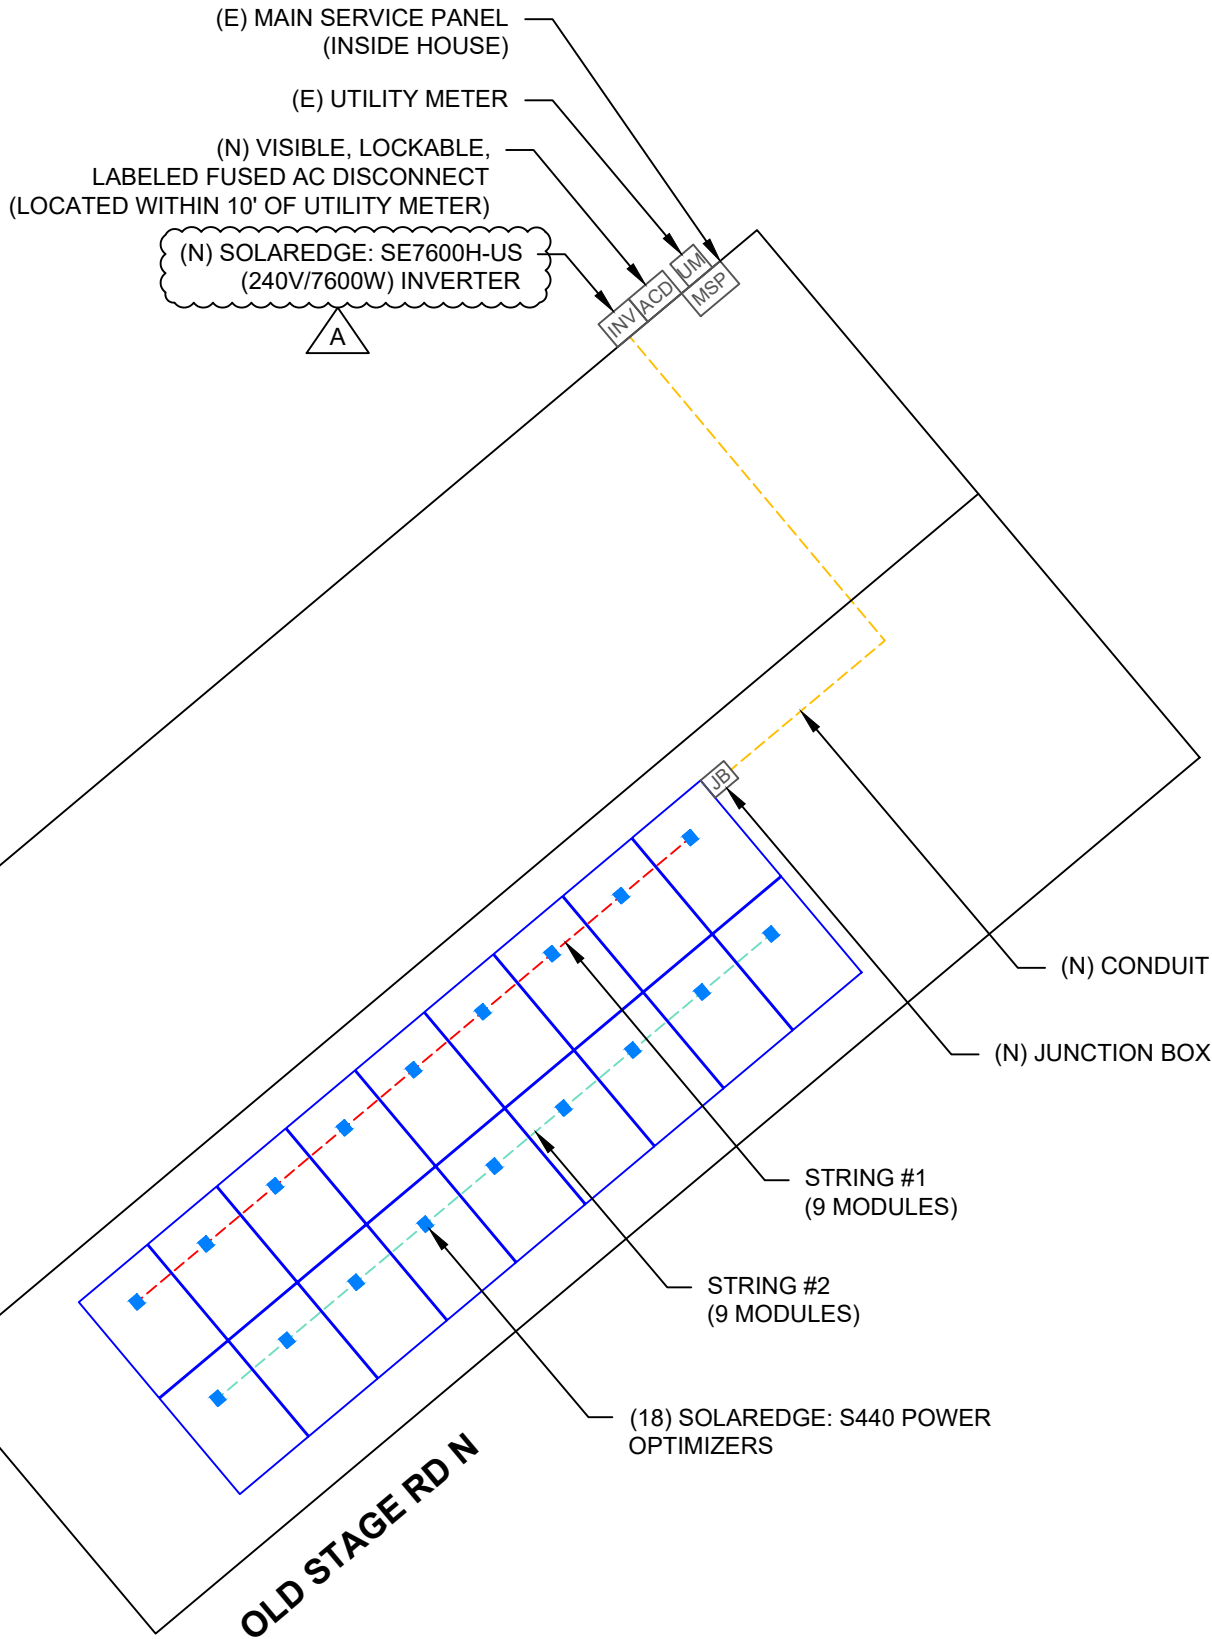 (E) MAIN SERVICE PANEL
(INSIDE HOUSE)
(E) UTILITY METER
(N) VISIBLE, LOCKABLE,
LABELED FUSED AC DISCONNECT
(LOCATED WITHIN 10' OF UTILITY METER)
(N) SOLAREDGE: SE7600H-US
(240V/7600W) INVERTER
A
INV
ACD
UM
MSP
JB
(N) CONDUIT
(N) JUNCTION BOX
STRING #1
(9 MODULES)
STRING #2
(9 MODULES)
(18) SOLAREDGE: S440 POWER
OPTIMIZERS
OLD STAGE RD N